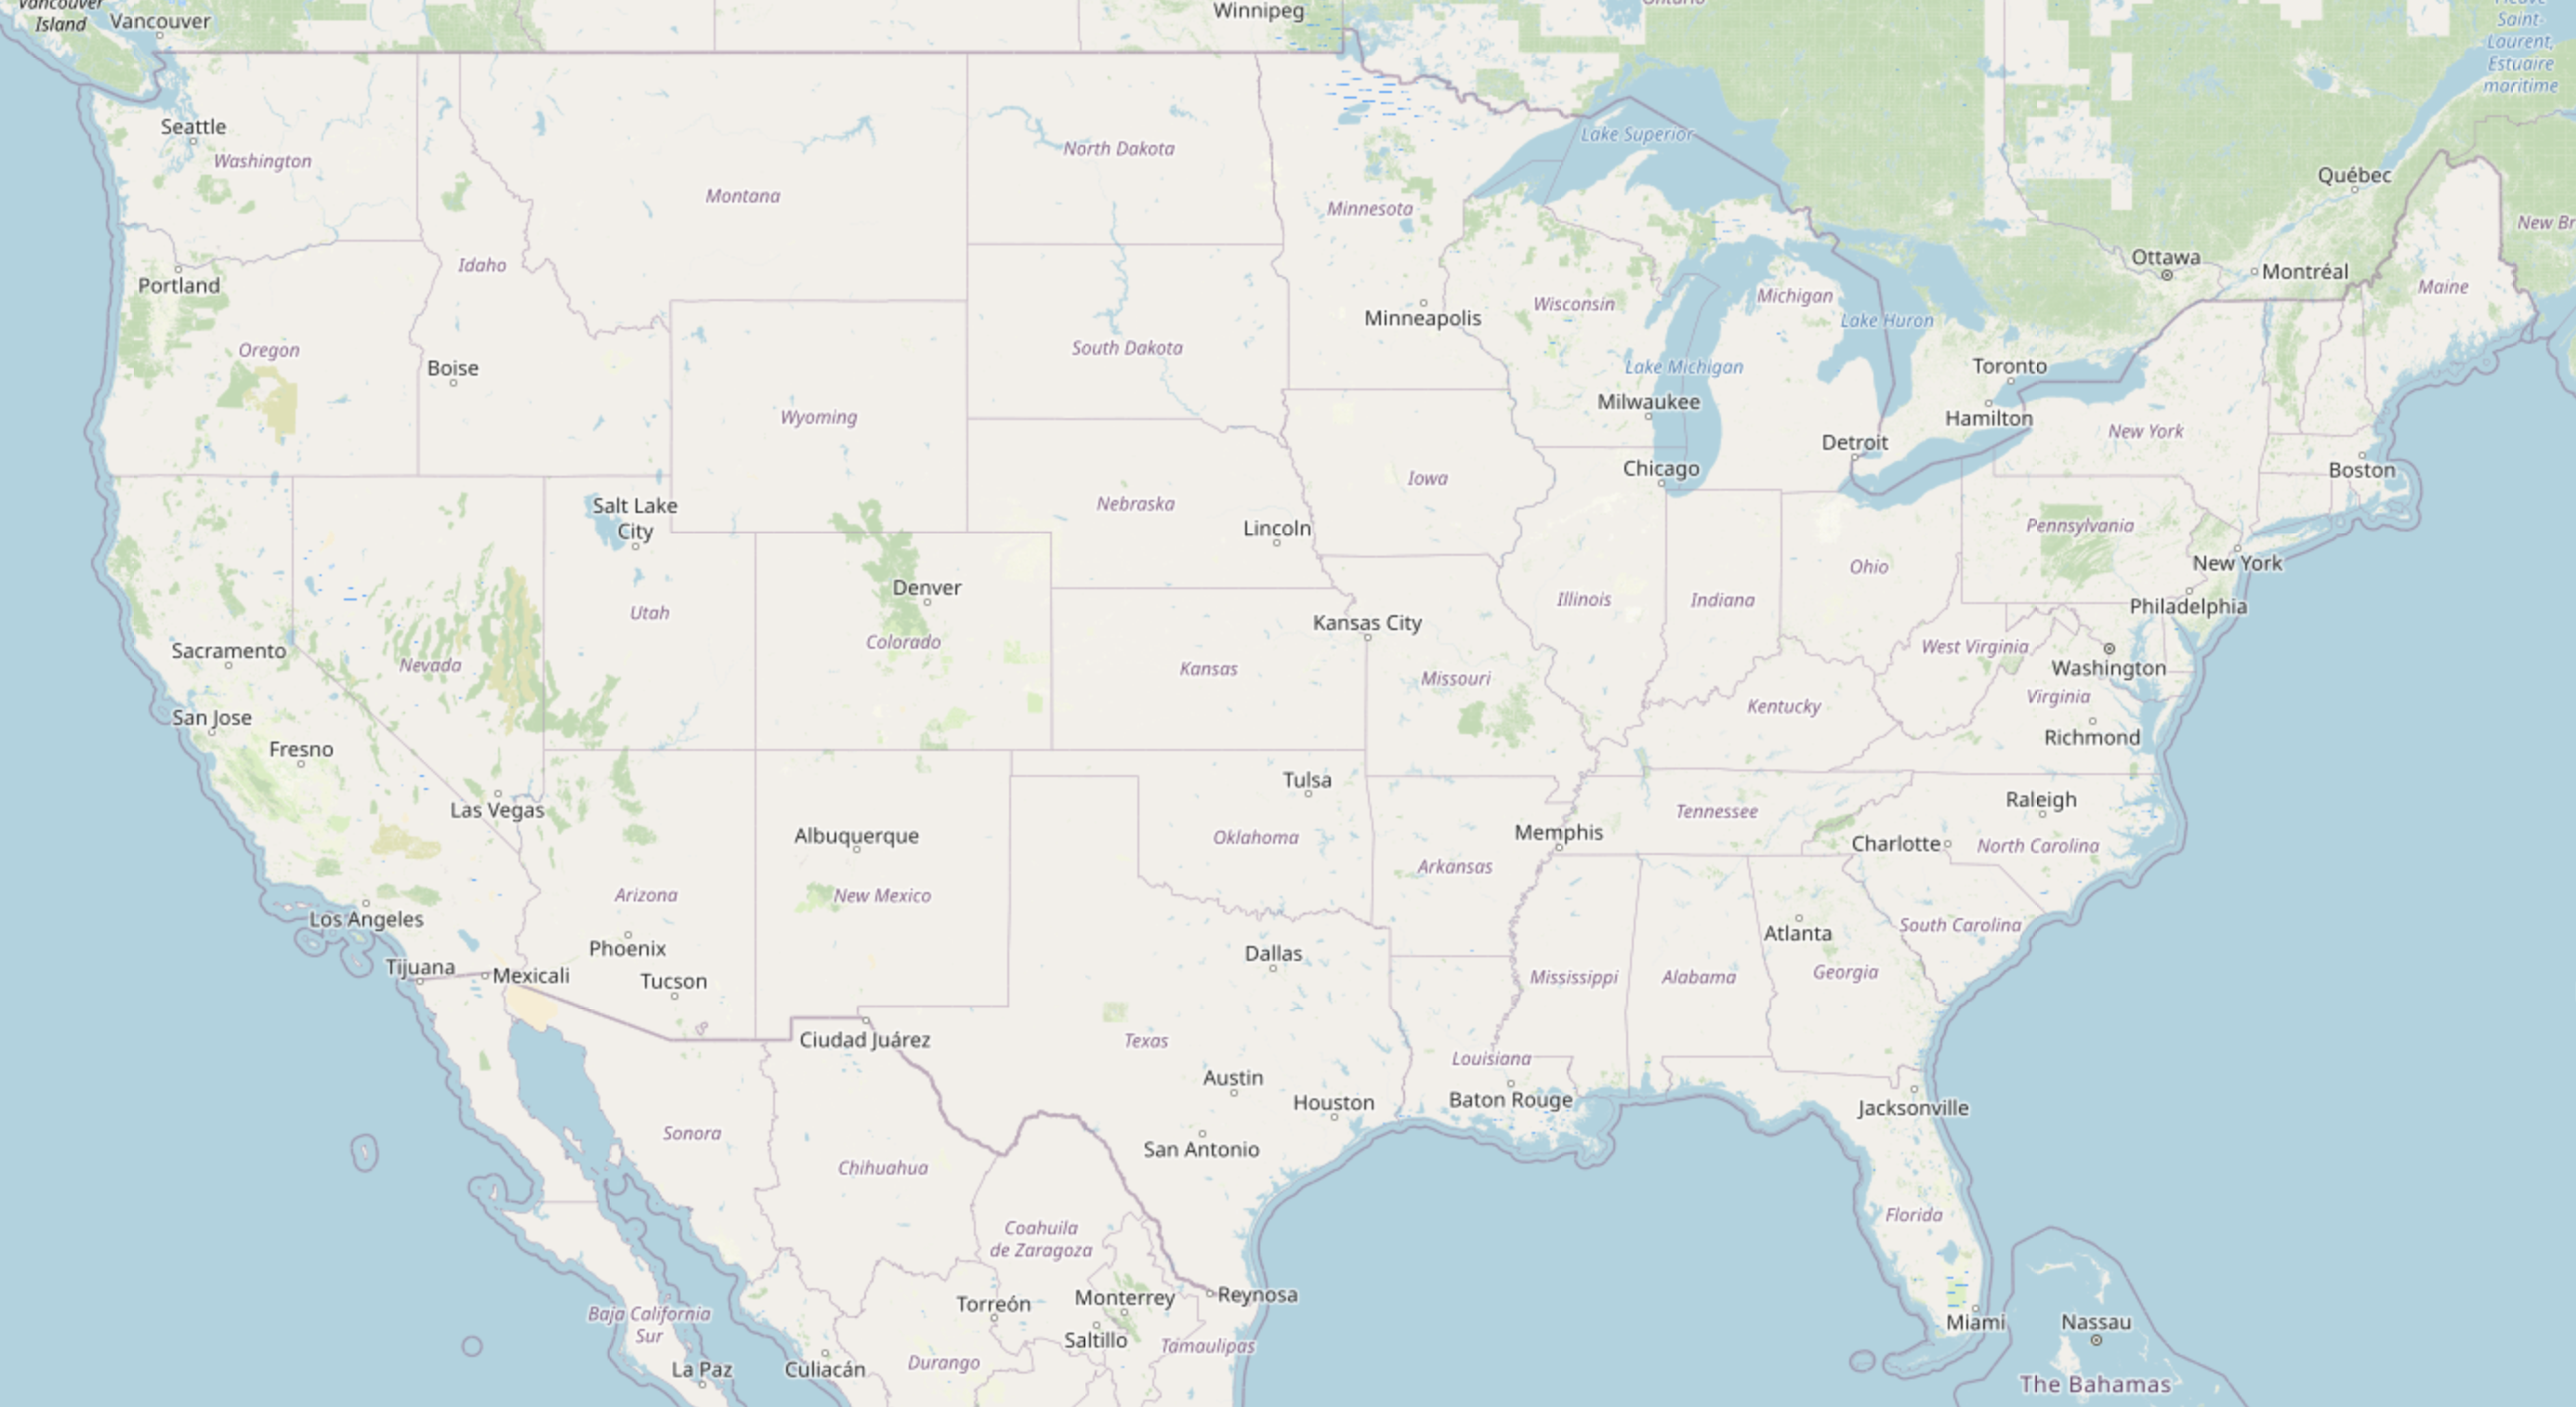 Vancouver
Island
Vancouver
Winnipeg
Ontario
Saint-
Laurent,
Estuaire
maritime
Seattle
Washington
North Dakota
Lake Superior
Montana
Minnesota
Québec
New Br
Idaho
Portland
Ottawa
Montréal
Maine
Michigan
Wisconsin
Minneapolis
Lake Huron
Oregon
South Dakota
Boise
Lake Michigan
Toronto
Milwaukee
Hamilton
Wyoming
New York
Detroit
Chicago
Boston
Iowa
Nebraska
Salt Lake
City
Lincoln
Pennsylvania
New York
Ohio
Denver
Utah
Illinois
Indiana
Philadelphia
Kansas City
Colorado
Sacramento
Nevada
Kansas
Missouri
West Virginia
Washington
Virginia
Kentucky
San Jose
Richmond
Fresno
Tulsa
Las Vegas
Raleigh
Tennessee
Albuquerque
Oklahoma
Memphis
Charlotte
North Carolina
Arkansas
Arizona
New Mexico
Los Angeles
South Carolina
Atlanta
Phoenix
Dallas
Tijuana
Mexicali
Tucson
Mississippi
Alabama
Georgia
Ciudad Juárez
Texas
Louisiana
Austin
Houston
Baton Rouge
Jacksonville
Sonora
San Antonio
Chihuahua
Florida
Coahuila
de Zaragoza
Torreón
Monterrey
Reynosa
Baja California
Sur
Saltillo
Tamaulipas
Miami
Nassau
La Paz
Culiacán
Durango
The Bahamas